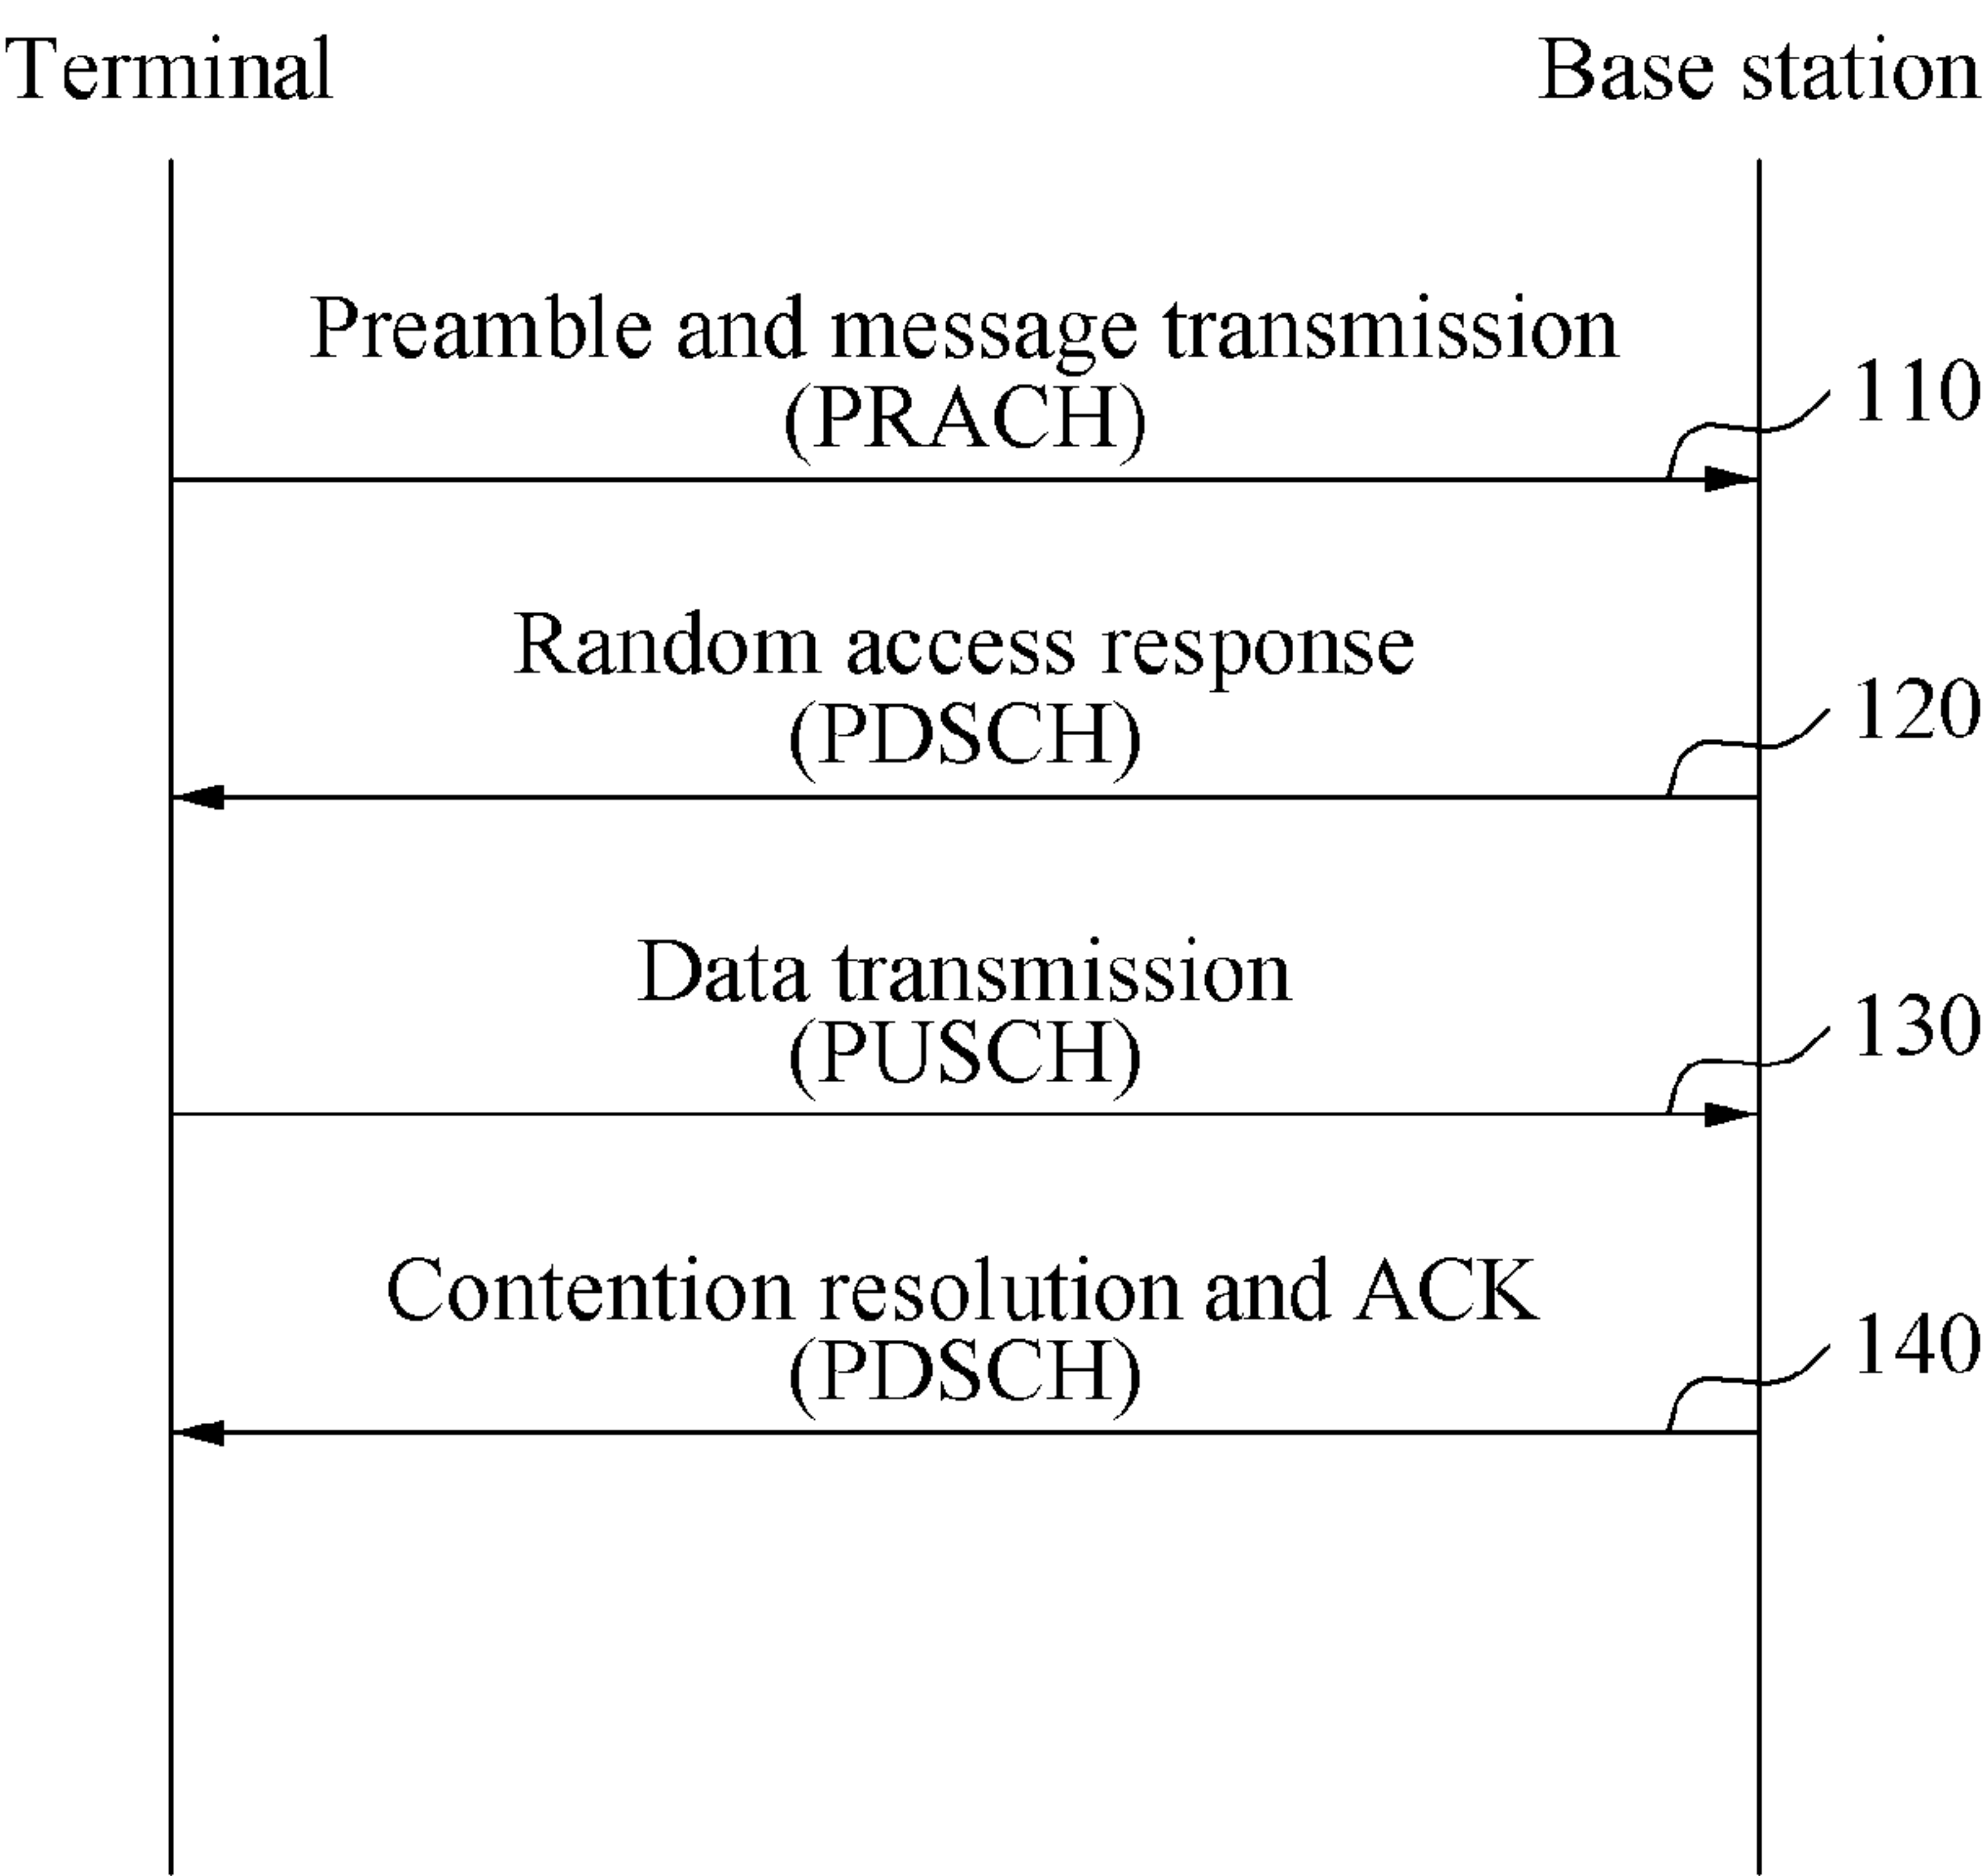 Terminal Base station
Preamble and message transmission
(PRACH)
110
Random access response
(PDSCH)
120
Data transmission
(PUSCH)
130
Contention resolution and ACK
(PDSCH)
140